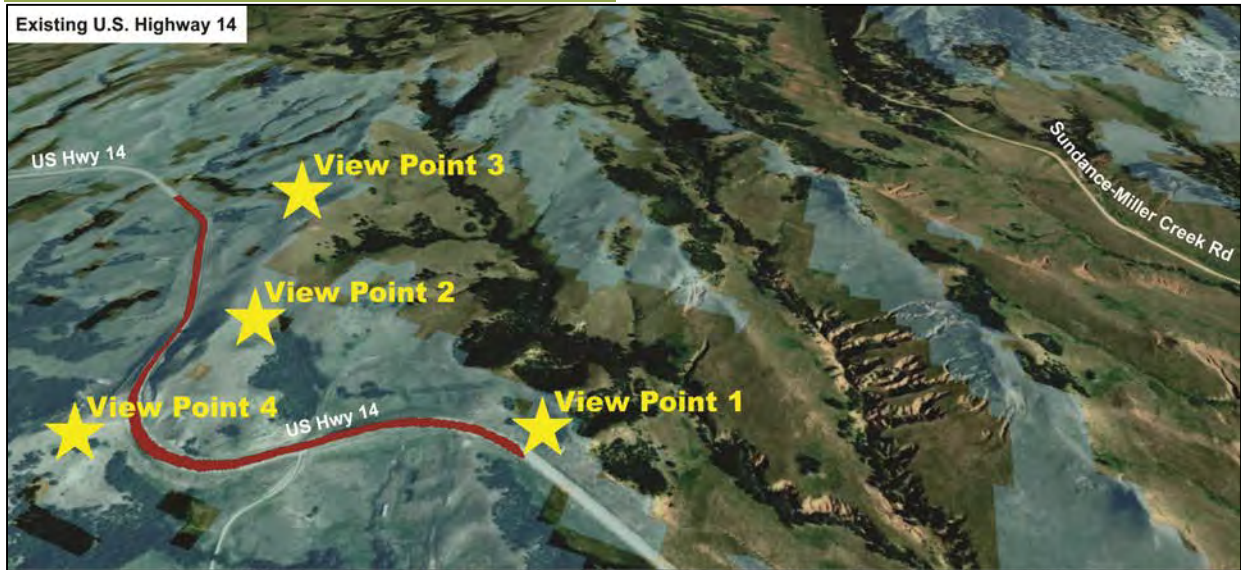 Existing U.S. Highway 14
US Hwy 14
View Point 3
Sundance-Miller Creek Rd
View Point 2
View Point 4
US Hwy 14
View Point 1